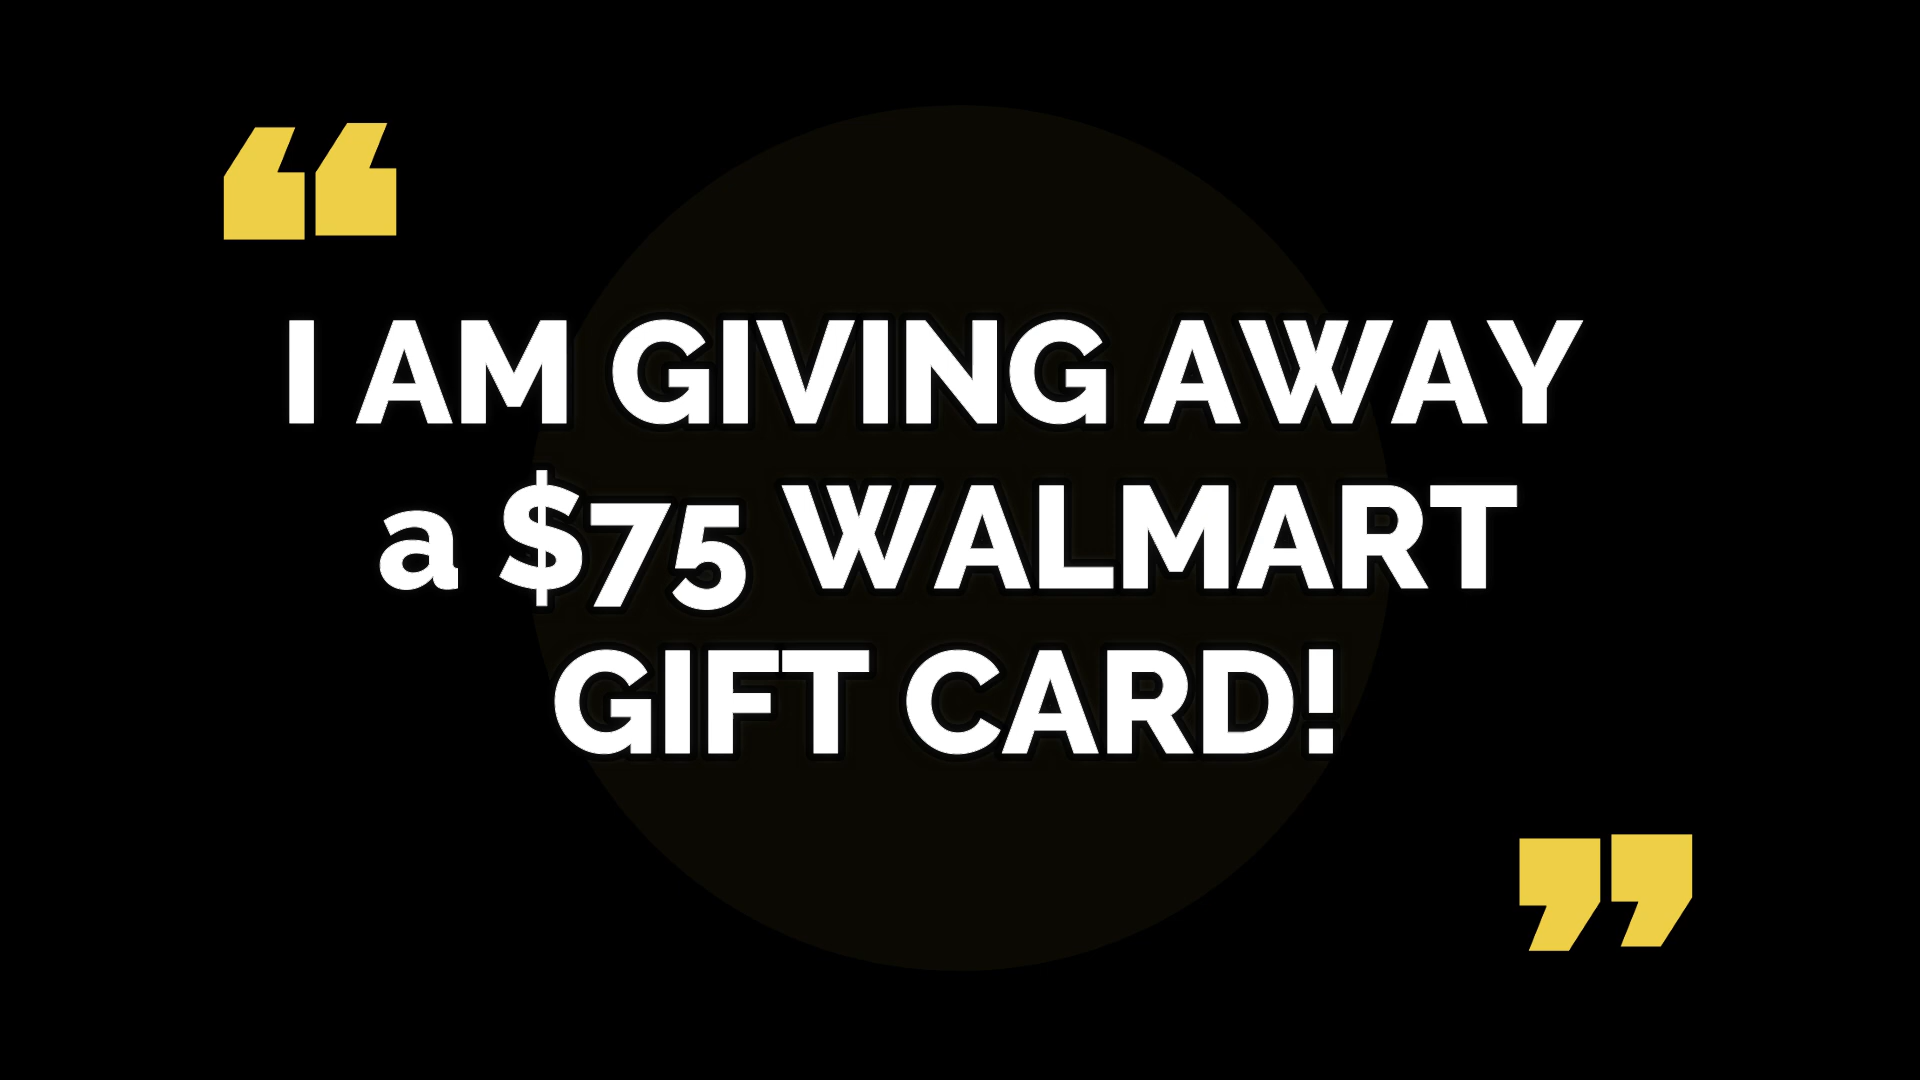 “
I AM GIVING AWAY
a $75 WALMART
GIFT CARD!
”